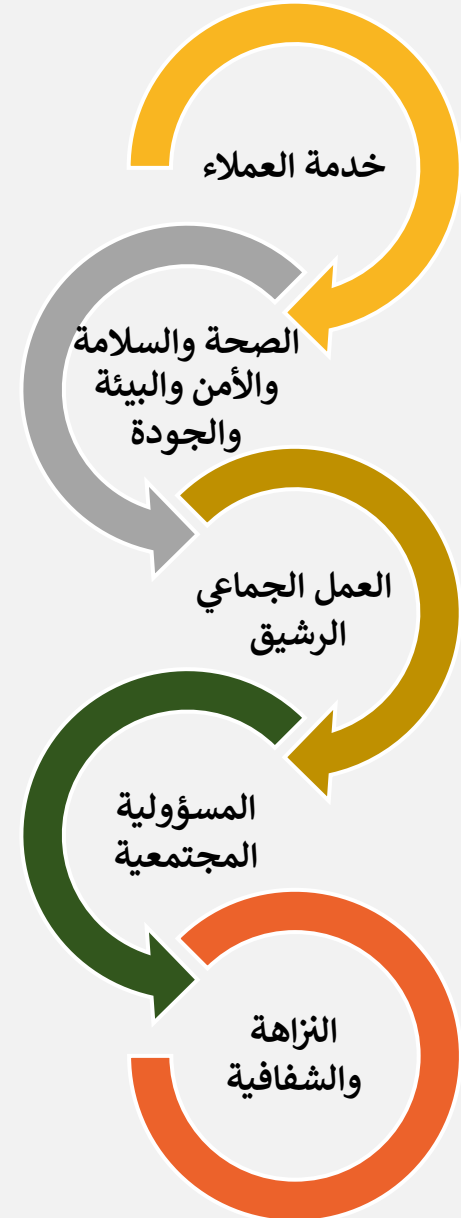 خدمة العملاء
الصحة والسلامة
والأمن والبيئة
والجودة
العمل الجماعي
الرشيق
المسؤولية
المجتمعية
النزاهة
والشفافية